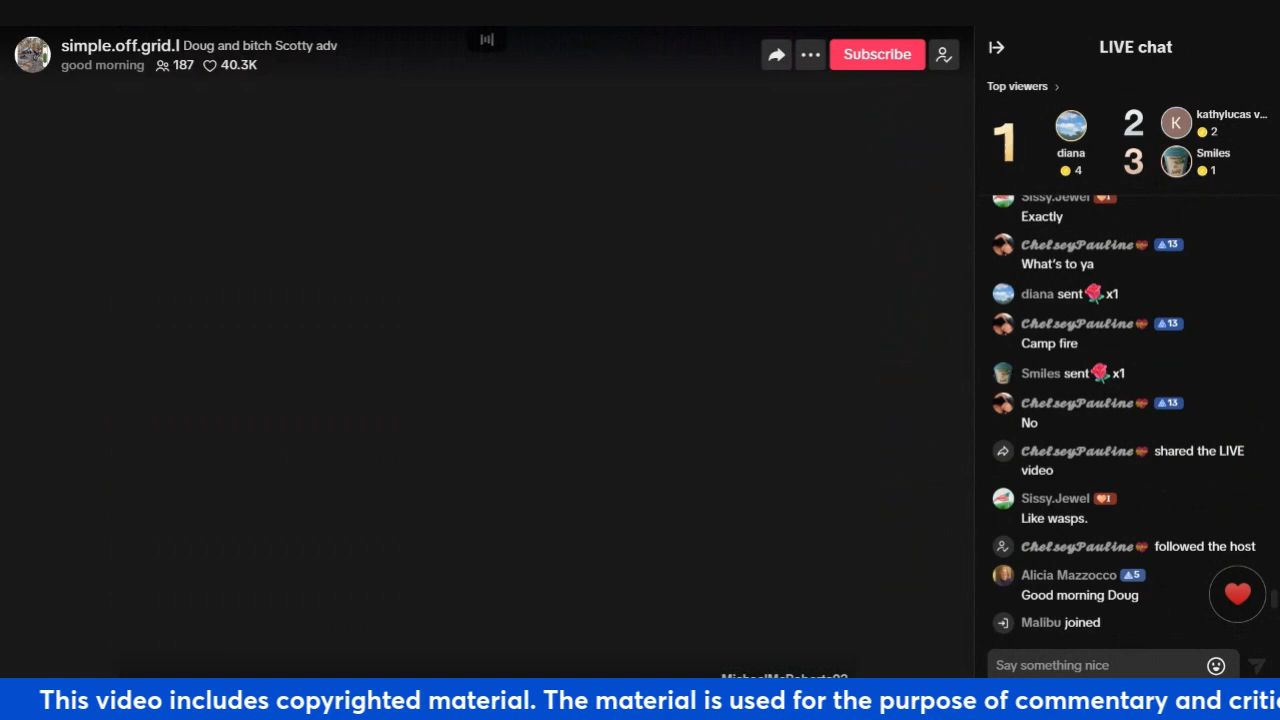 simple.off.grid.l Doug and bitch Scotty adv
good morning 187 40.3K
Subscribe
LIVE chat
Top viewers
1
diana
4
2
K
kathylucas v...
2
3
Smiles
1
Sissy.Jewel 1
Exactly
ChelseyPauline 13
What's to ya
diana sent x1
ChelseyPauline 13
Camp fire
Smiles sent x1
ChelseyPauline 13
No
ChelseyPauline shared the LIVE
video
Sissy.Jewel 1
Like wasps.
ChelseyPauline followed the host
Alicia Mazzocco 5
Good morning Doug
Malibu joined
Say something nice
This video includes copyrighted material. The material is used for the purpose of commentary and criti